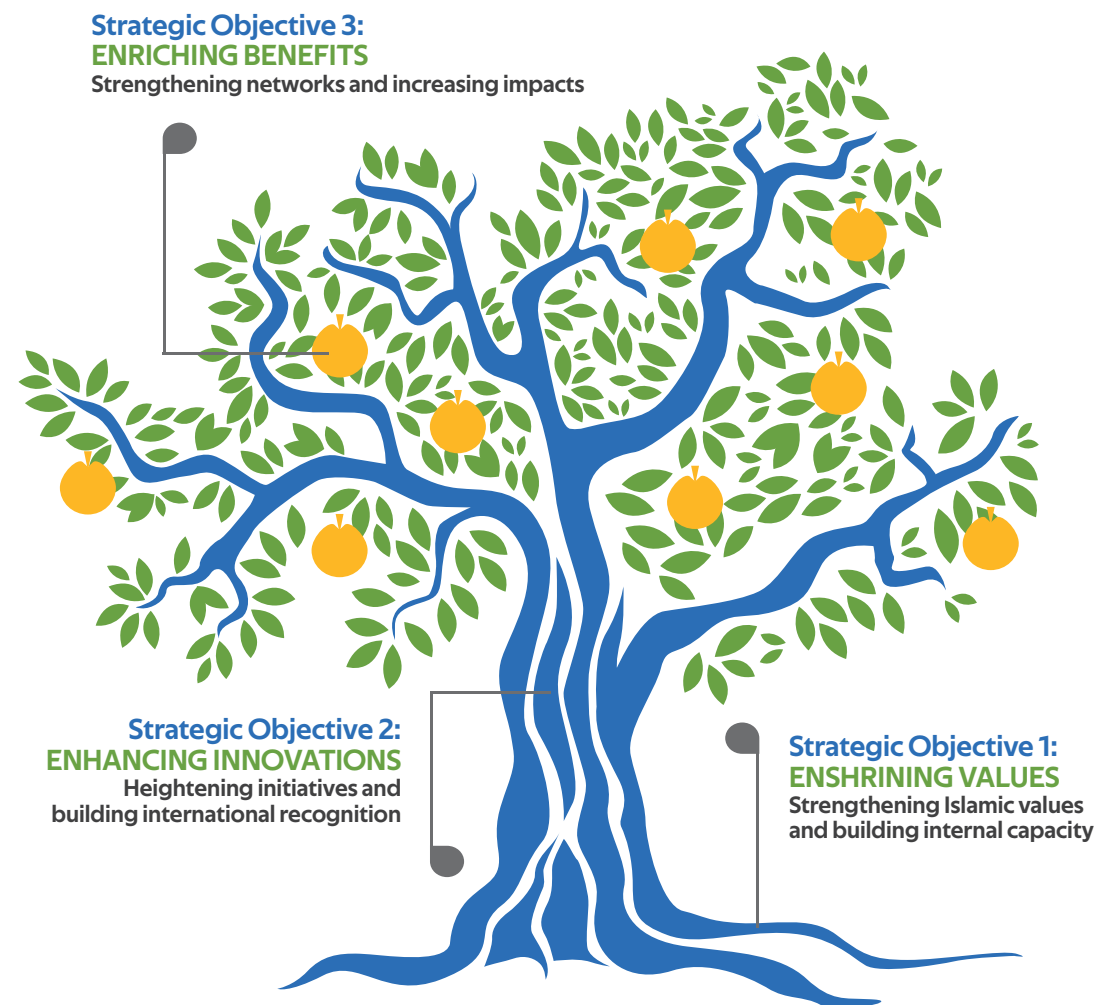 Strategic Objective 3:
ENRICHING BENEFITS
Strengthening networks and increasing impacts
Strategic Objective 2:
ENHANCING INNOVATIONS
Heightening initiatives and
building international recognition
Strategic Objective 1:
ENSHRINING VALUES
Strengthening Islamic values
and building internal capacity